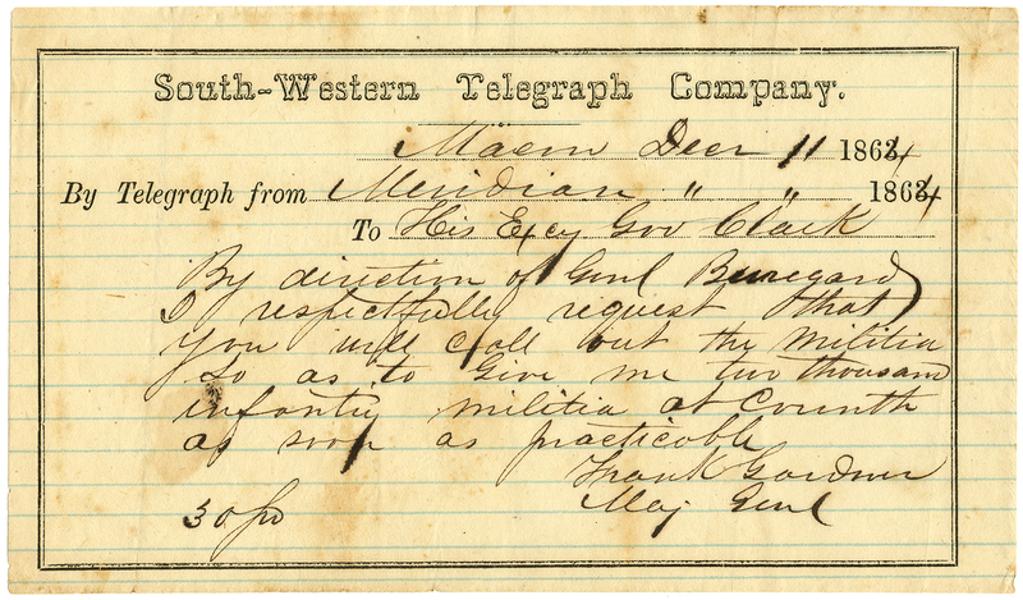 South-Western Telegraph Company.
Macon Decr 11 1864
By Telegraph from Meridian " " 1864
To His Excy Gov Clark
By direction of Genl Beuregard
I respectfully request that
you will call out the militia
so as to Give me two thousand
infantry militia at Corinth
as soon as practicable
Frank Gardner
Maj Genl
30 pd